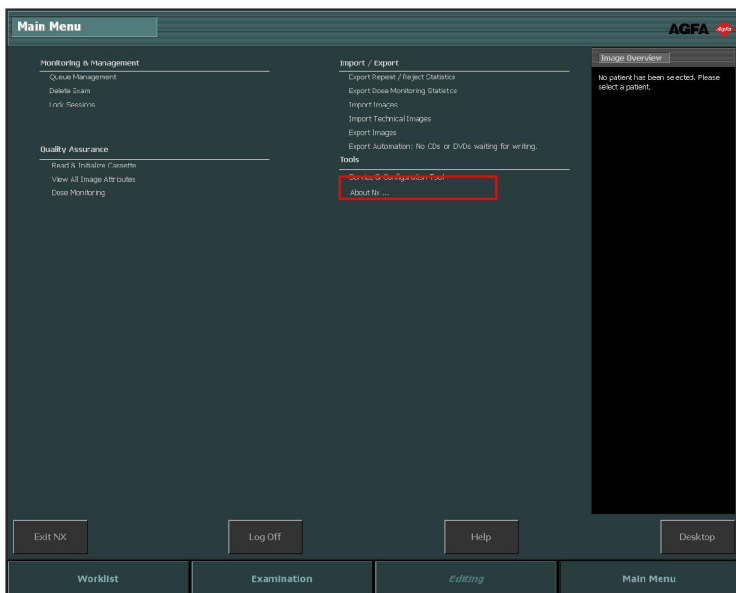 Main Menu
AGFA
Agfa
Monitoring & Management
Queue Management
Delete Exam
Lock Sessions
Quality Assurance
Read & Initialize Cassette
View All Image Attributes
Dose Monitoring
Import / Export
Export Repeat / Reject Statistics
Export Dose Monitoring Statistics
Import Images
Import Technical Images
Export Images
Export Automation: No CDs or DVDs waiting for writing.
Tools
Service & Configuration Tool
About Nx ...
Image Overview
No patient has been selected. Please
select a patient.
Exit NX
Log Off
Help
Desktop
Worklist
Examination
Editing
Main Menu